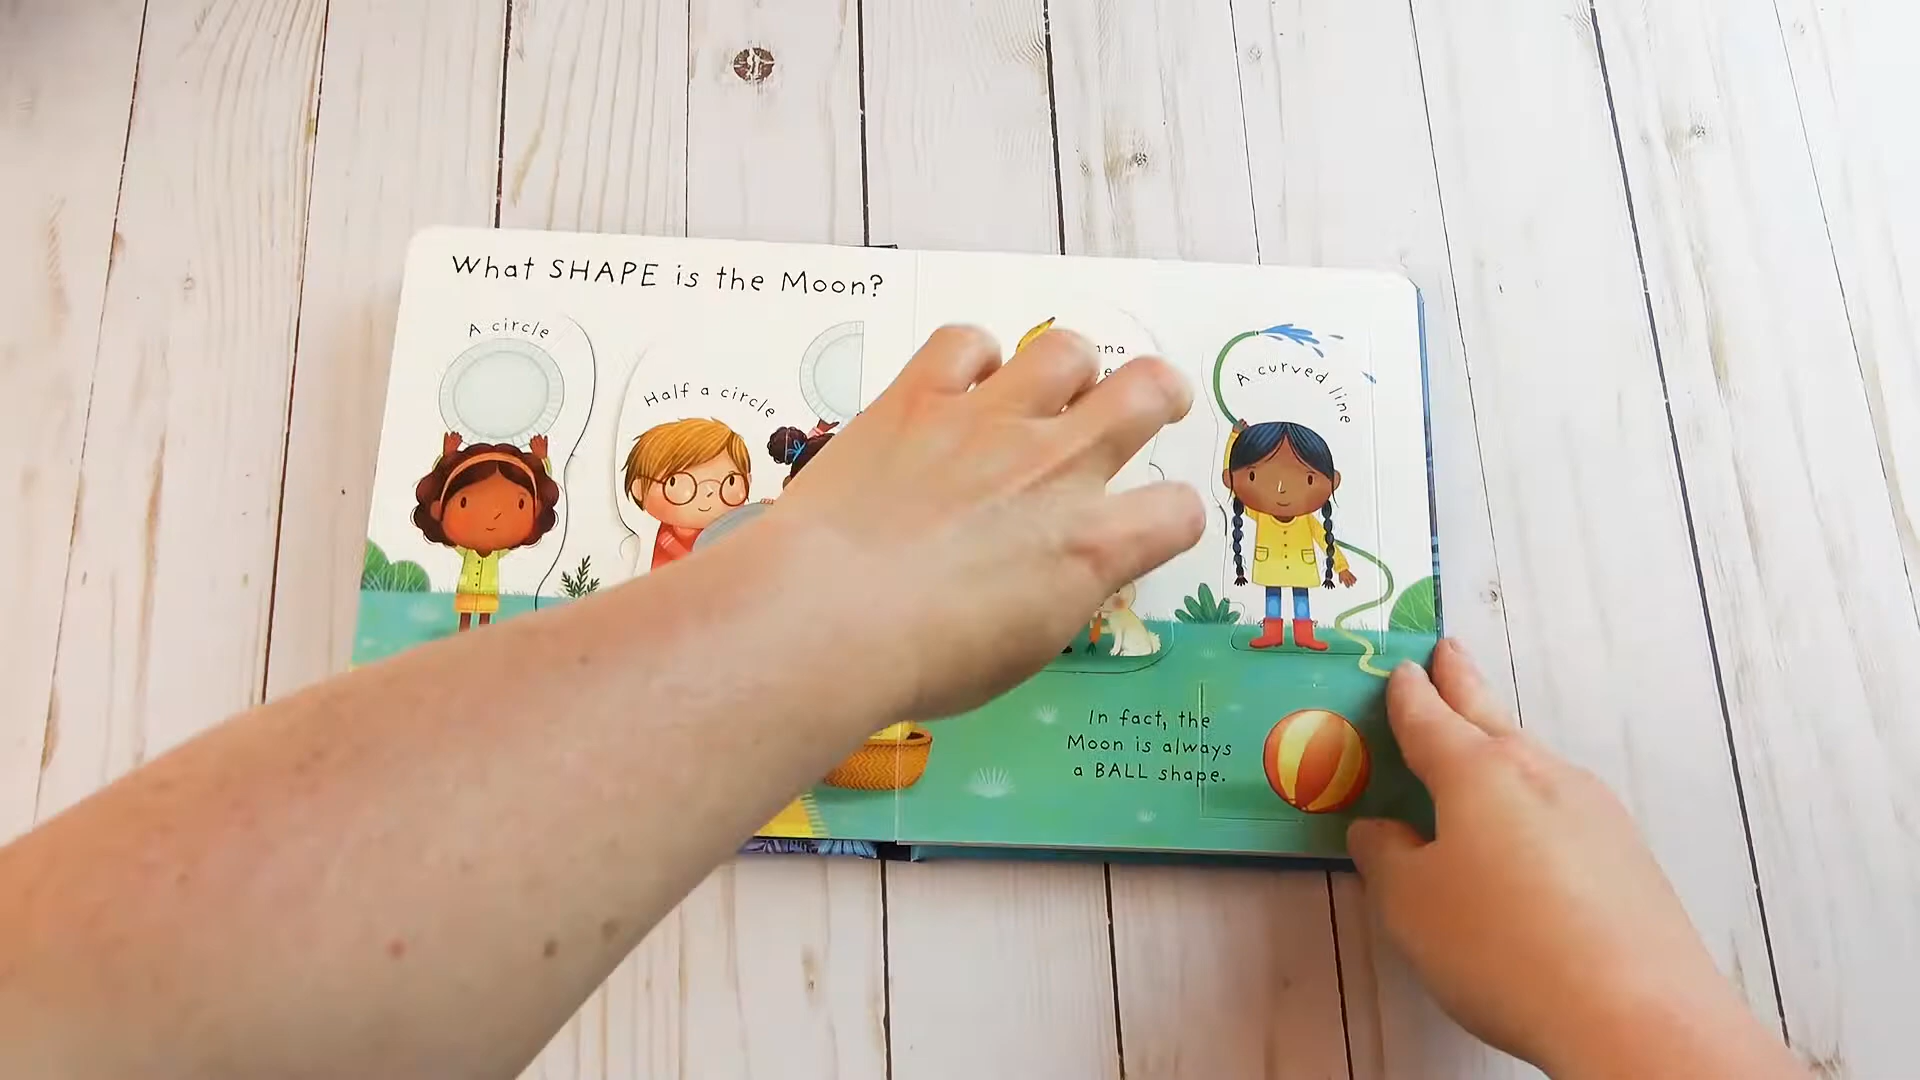 What SHAPE is the Moon?
A circle
Half a circle
A curved line
In fact, the
Moon is always
a BALL shape.